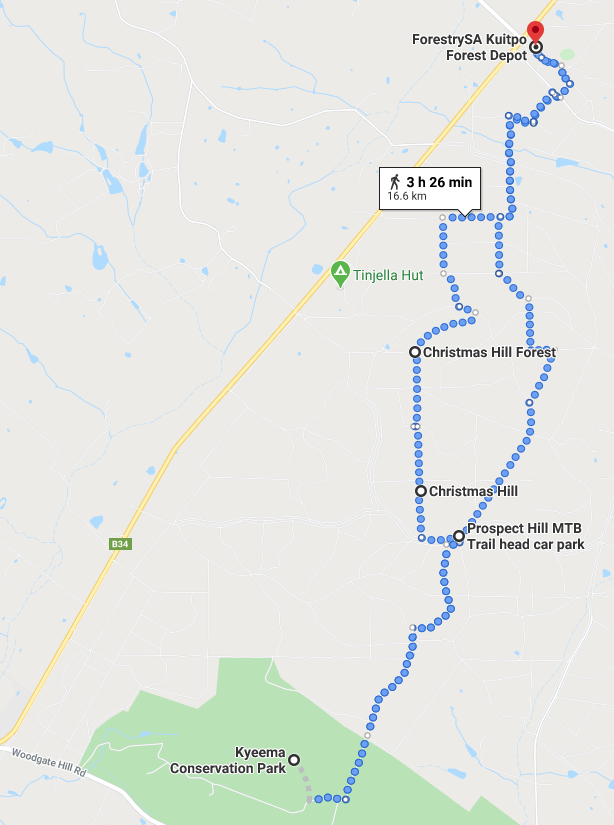 ForestrySA Kuitpo
Forest Depot
3 h 26 min
16.6 km
Tinjella Hut
Christmas Hill Forest
Christmas Hill
Prospect Hill MTB
Trail head car park
B34
Kyeema
Conservation Park
Woodgate Hill Rd